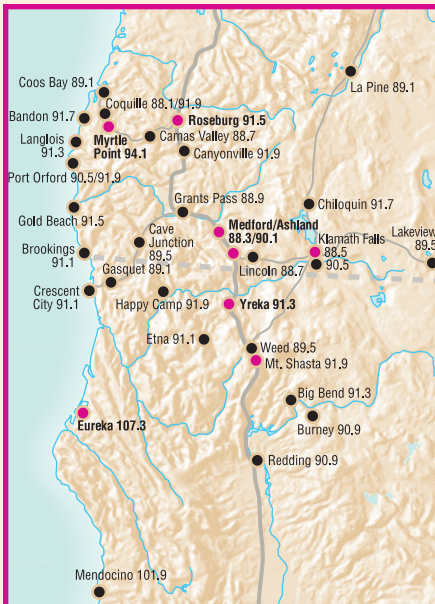 La Pine 89.1
Coos Bay 89.1
Coquille 88.1/91.9
Bandon 91.7
Roseburg 91.5
Langlois
91.3
Myrtle
Point 94.1
Camas Valley 88.7
Canyonville 91.9
Port Orford 90.5/91.9
Grants Pass 88.9
Chiloquin 91.7
Gold Beach 91.5
Medford/Ashland
88.3/90.1
Cave
Junction
89.5
Klamath Falls
88.5
90.5
Lakeview
89.5
Brookings
91.1
Lincoln 88.7
Gasquet 89.1
Crescent
City 91.1
Happy Camp 91.9
Yreka 91.3
Etna 91.1
Weed 89.5
Mt. Shasta 91.9
Big Bend 91.3
Burney 90.9
Eureka 107.3
Redding 90.9
Mendocino 101.9